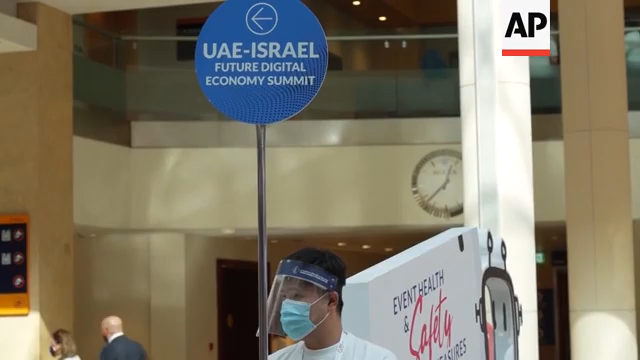 AP
UAE-ISRAEL
FUTURE DIGITAL
ECONOMY SUMMIT
EVENT HEALTH
& Safety